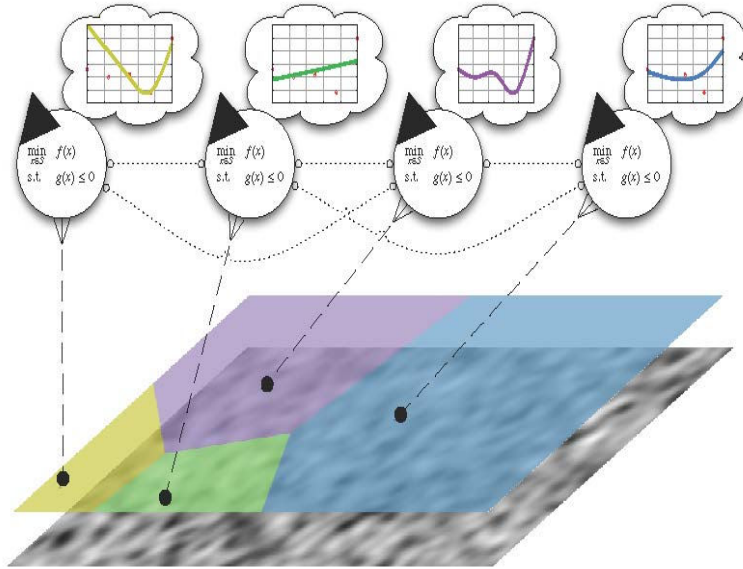 min f(x)
x∈S
s.t. g(x) ≤ 0
min f(x)
x∈S
s.t. g(x) ≤ 0
min f(x)
x∈S
s.t. g(x) ≤ 0
min f(x)
x∈S
s.t. g(x) ≤ 0